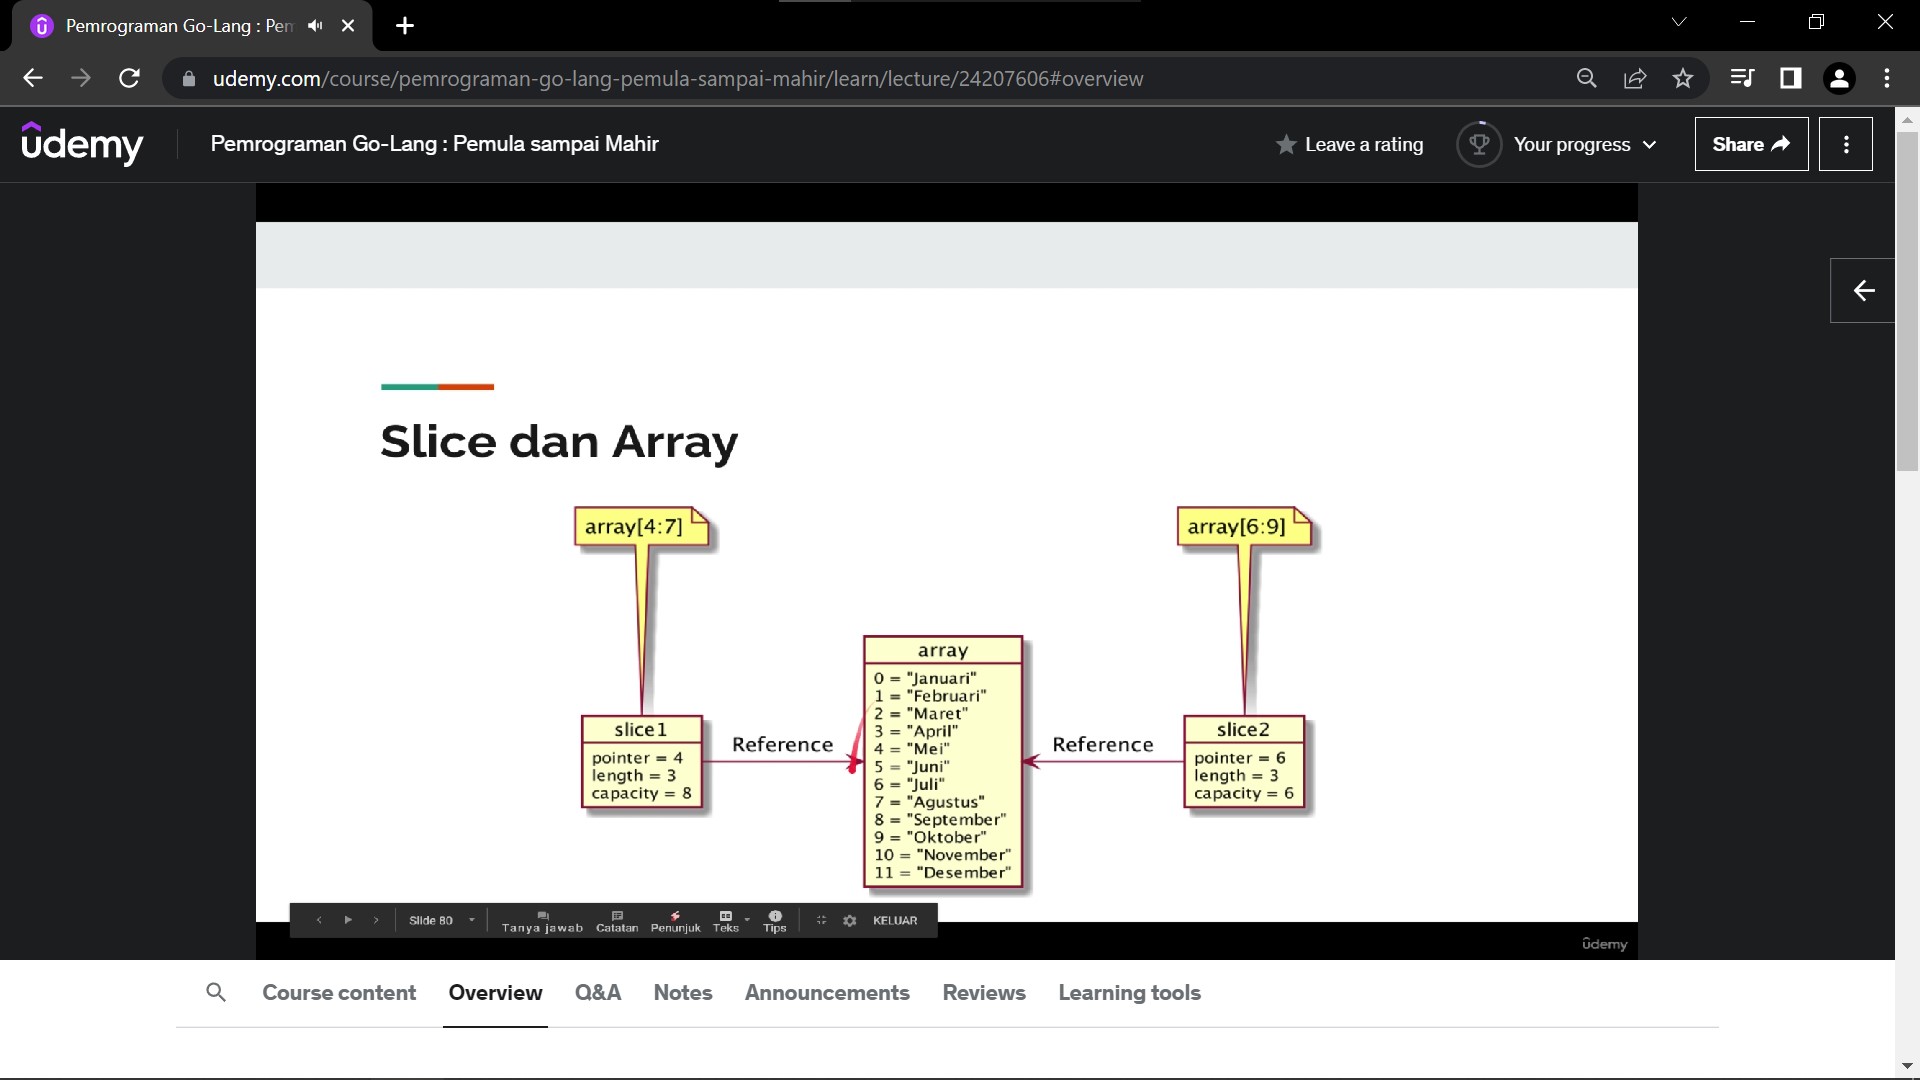 Pemrograman Go-Lang : Pem
udemy.com/course/pemrograman-go-lang-pemula-sampai-mahir/learn/lecture/24207606#overview
ûdemy
Pemrograman Go-Lang : Pemula sampai Mahir
Leave a rating
Your progress
Share
Slice dan Array
array[4:7]
array[6:9]
array
0 = "Januari"
1 = "Februari"
2 = "Maret"
3 = "April"
4 = "Mei"
5 = "Juni"
6 = "Juli"
7 = "Agustus"
8 = "September"
9 = "Oktober"
10 = "November"
11 = "Desember"
slice1
pointer = 4
length = 3
capacity = 8
Reference
Reference
slice2
pointer = 6
length = 3
capacity = 6
Slide 80
Tanya jawab
Catatan
Penunjuk
Teks
Tips
KELUAR
ûdemy
Course content
Overview
Q&A
Notes
Announcements
Reviews
Learning tools